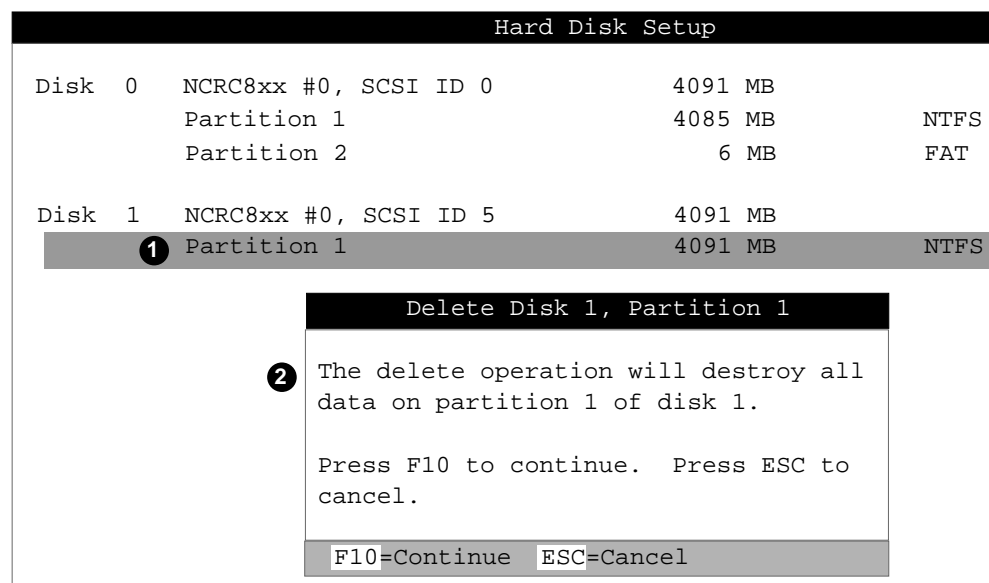 Hard Disk Setup
Disk 0 NCRC8xx #0, SCSI ID 0 4091 MB
Partition 1 4085 MB NTFS
Partition 2 6 MB FAT
Disk 1 NCRC8xx #0, SCSI ID 5 4091 MB
1 Partition 1 4091 MB NTFS
Delete Disk 1, Partition 1
2 The delete operation will destroy all
data on partition 1 of disk 1.
Press F10 to continue. Press ESC to
cancel.
F10=Continue ESC=Cancel